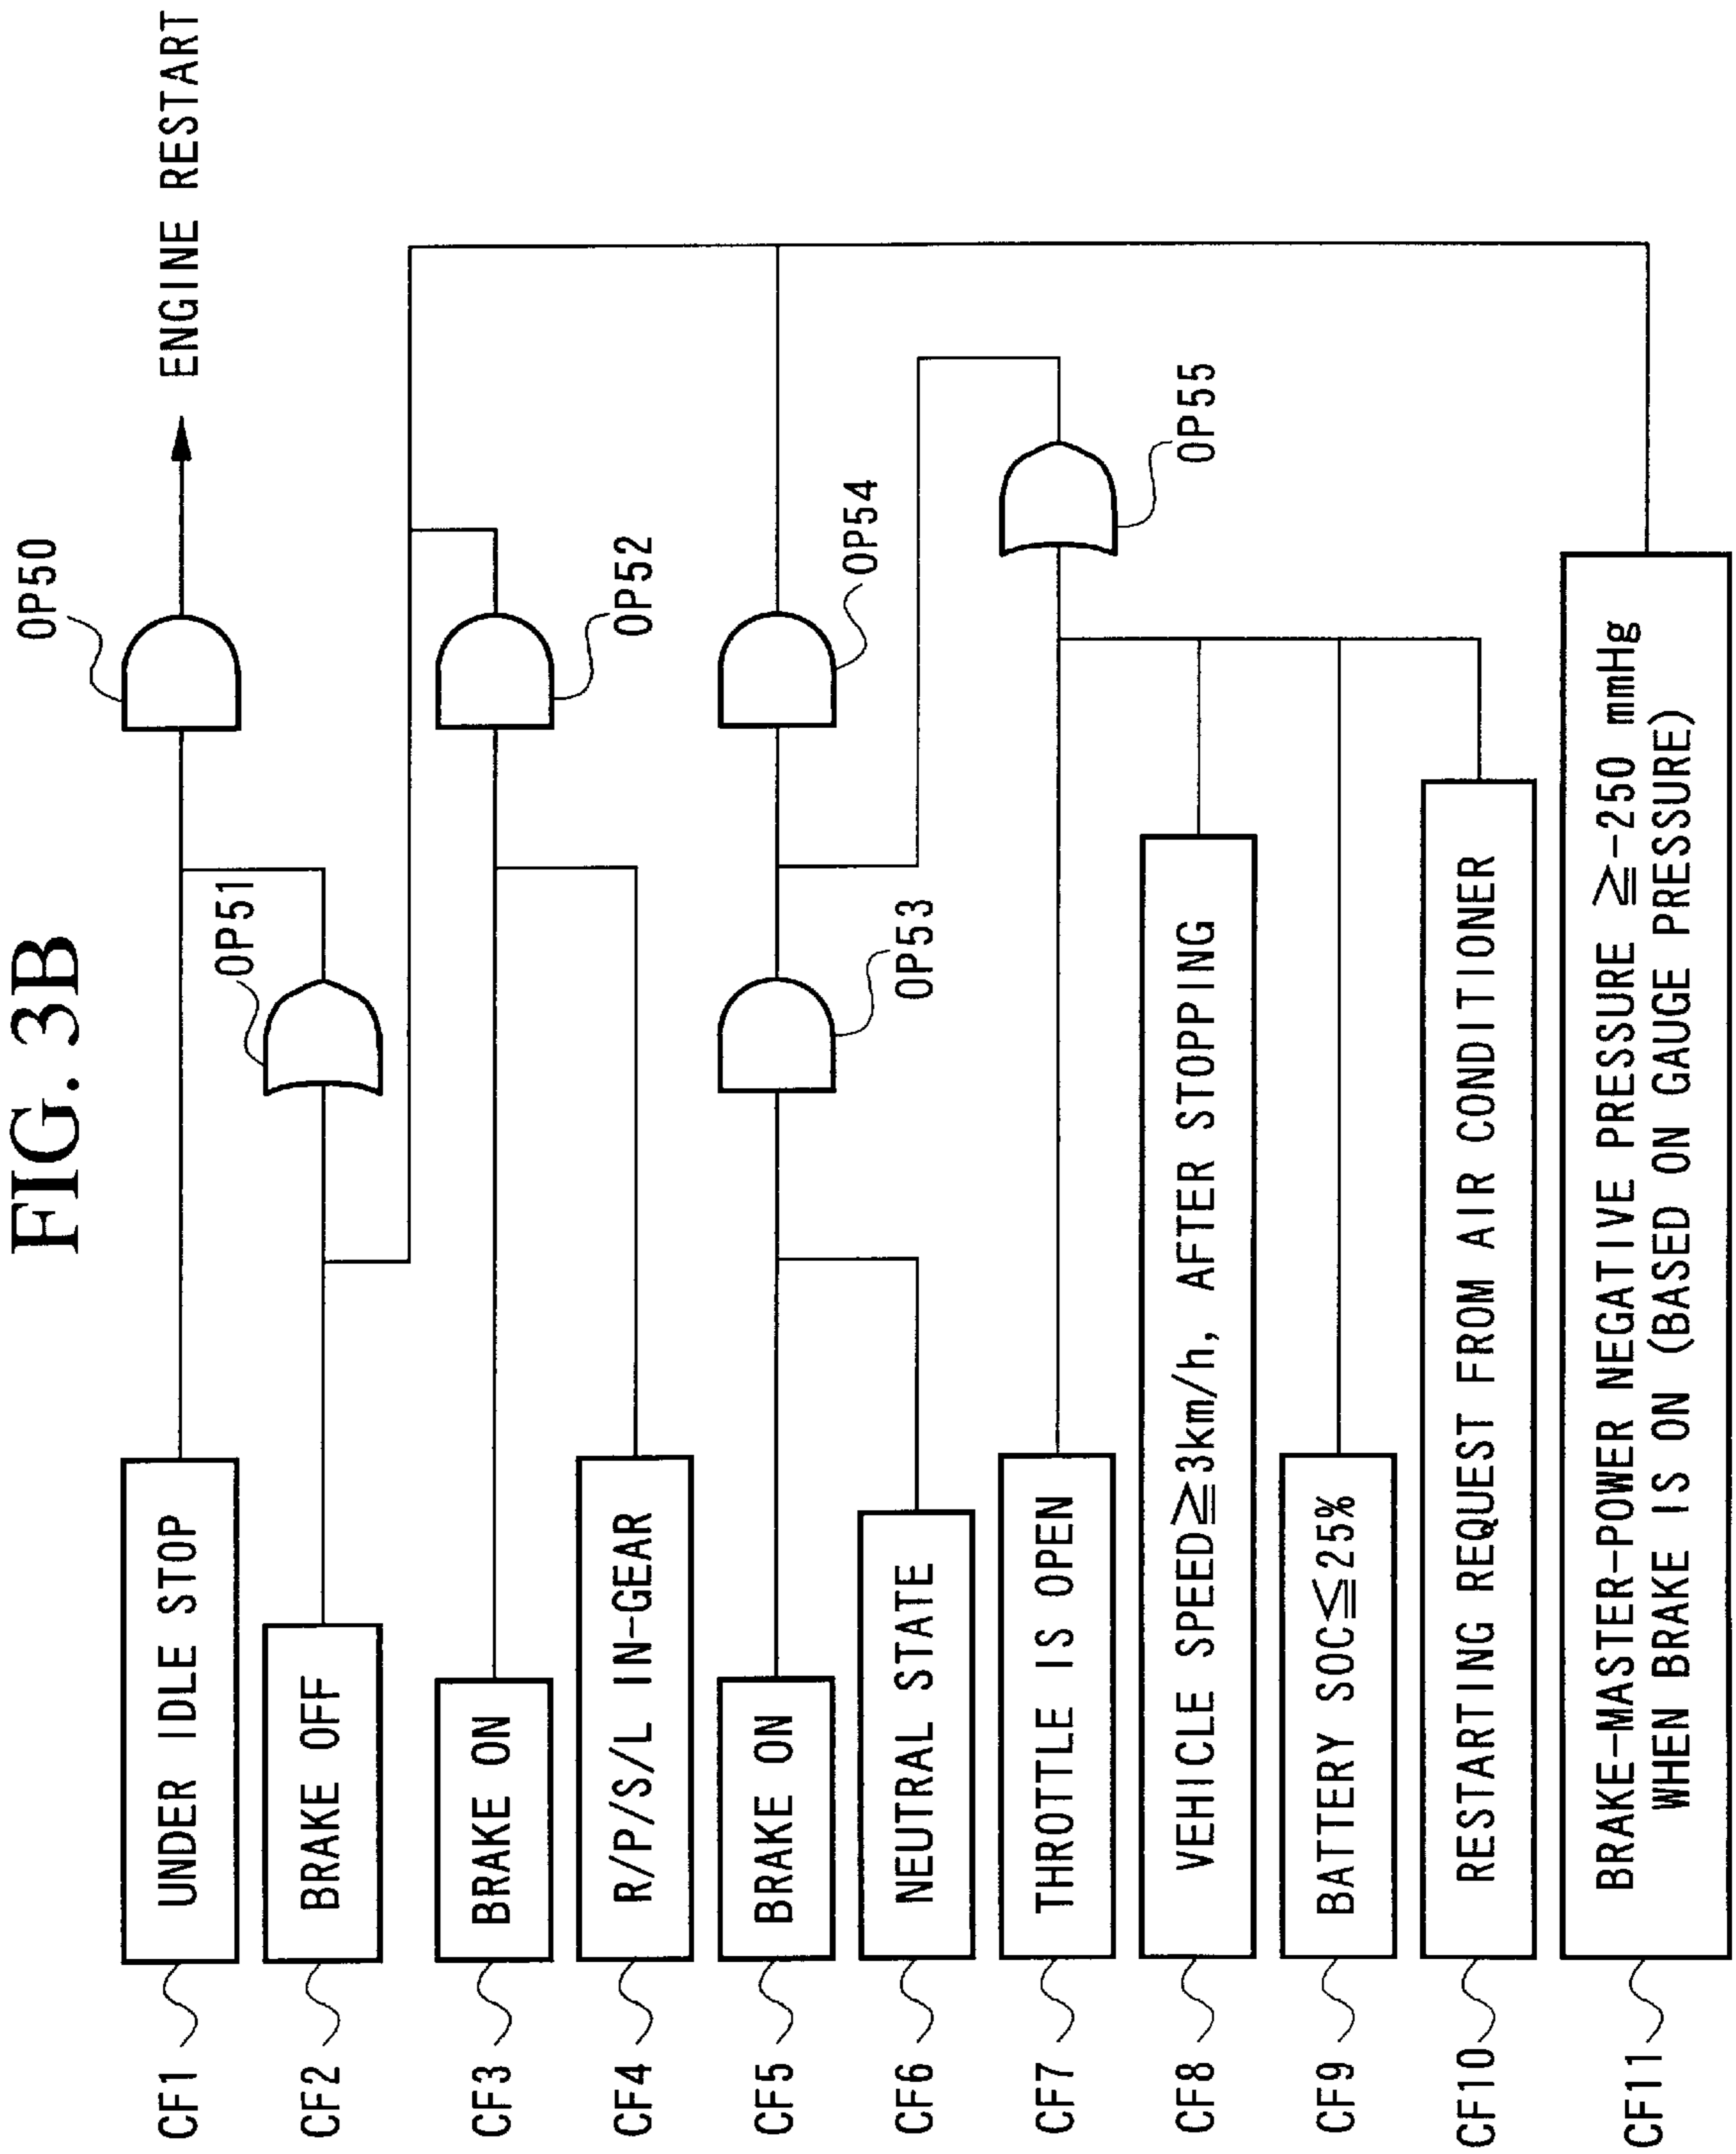 FIG. 3B
OP50
ENGINE RESTART
OP51
OP52
OP53
OP54
OP55
CF1
UNDER IDLE STOP
CF2
BRAKE OFF
CF3
BRAKE ON
CF4
R/P/S/L IN-GEAR
CF5
BRAKE ON
CF6
NEUTRAL STATE
CF7
THROTTLE IS OPEN
CF8
VEHICLE SPEED≧3km/h, AFTER STOPPING
CF9
BATTERY SOC≦25%
CF10
RESTARTING REQUEST FROM AIR CONDITIONER
CF11
BRAKE-MASTER-POWER NEGATIVE PRESSURE ≧-250 mmHg
WHEN BRAKE IS ON (BASED ON GAUGE PRESSURE)